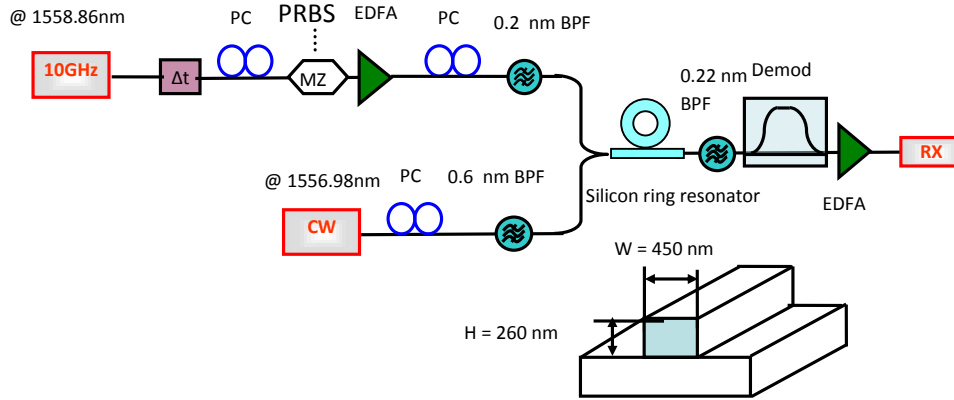 @ 1558.86nm
PC
PRBS
EDFA
PC
0.2 nm BPF
10GHz
Δt
MZ
0.22 nm
BPF
Demod
RX
@ 1556.98nm
PC
0.6 nm BPF
Silicon ring resonator
EDFA
CW
W = 450 nm
H = 260 nm